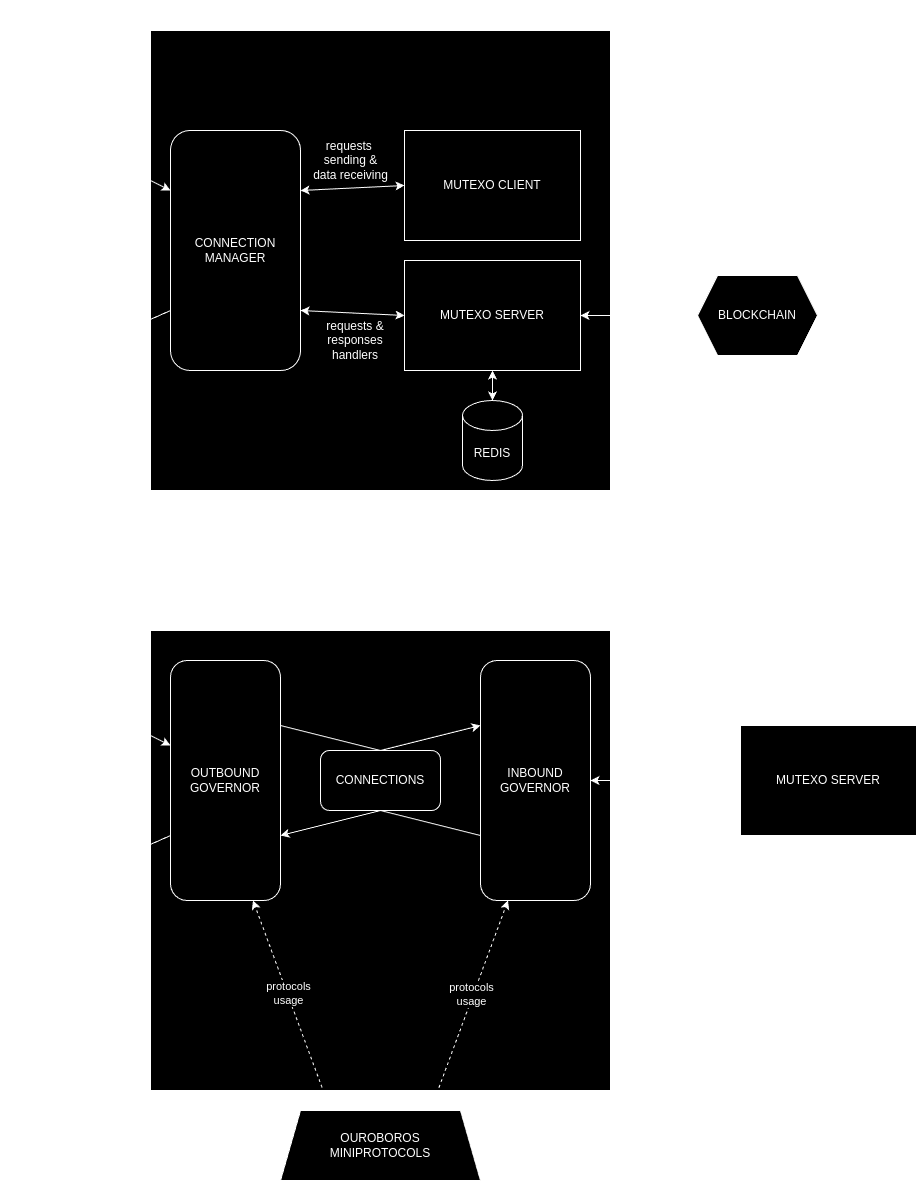 requests
sending &
data receiving
MUTEXO CLIENT
CONNECTION
MANAGER
MUTEXO SERVER
BLOCKCHAIN
requests &
responses
handlers
REDIS
OUTBOUND
GOVERNOR
CONNECTIONS
INBOUND
GOVERNOR
MUTEXO SERVER
protocols
usage
protocols
usage
OUROBOROS
MINIPROTOCOLS